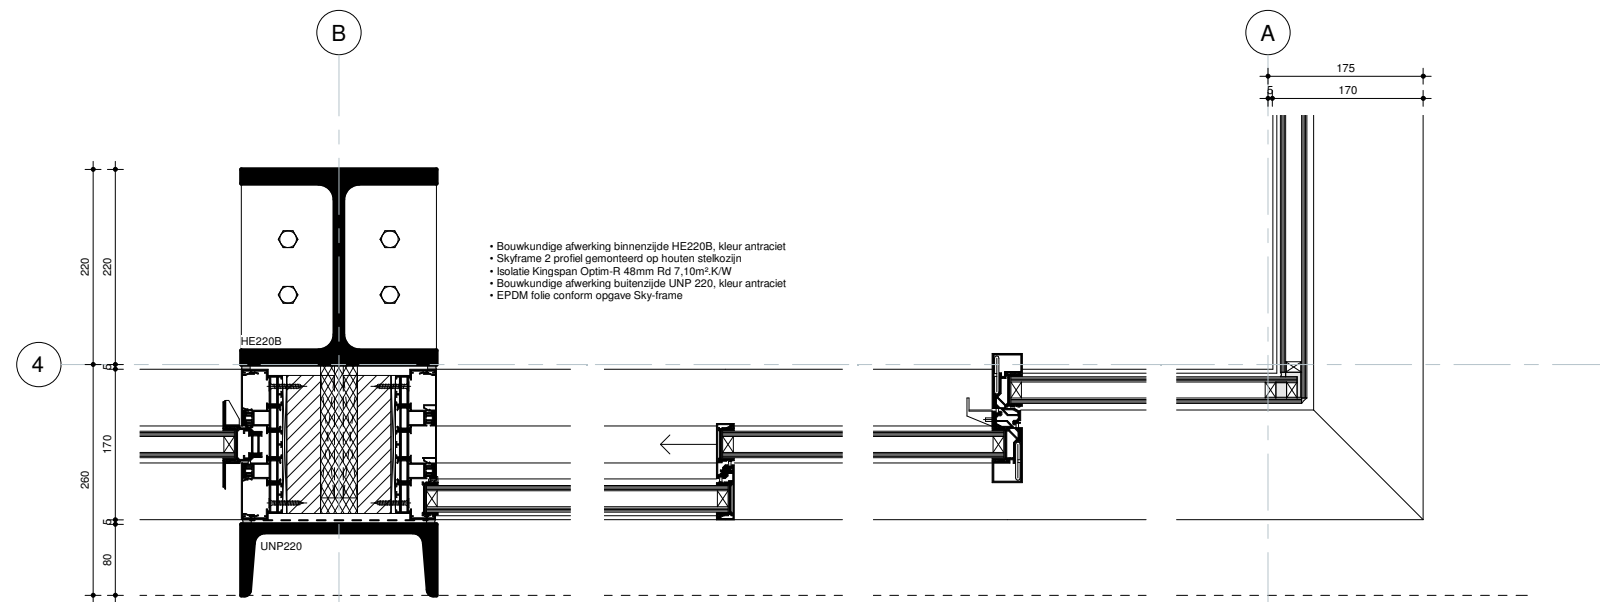 B
A
175
5
170
220
220
• Bouwkundige afwerking binnenzijde HE220B, kleur antraciet
• Skyframe 2 profiel gemonteerd op houten stelkozijn
• Isolatie Kingspan Optim-R 48mm Rd 7,10m².K/W
• Bouwkundige afwerking buitenzijde UNP 220, kleur antraciet
• EPDM folie conform opgave Sky-frame
HE220B
4
5
170
260
5
UNP220
80